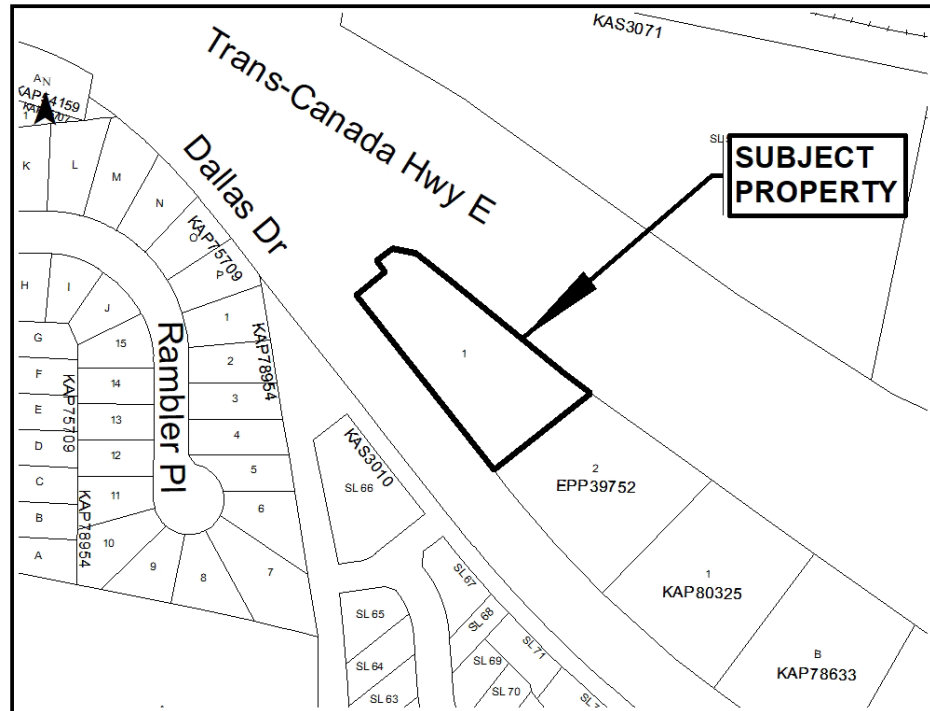 KAS3071
Trans-Canada Hwy E
SUBJECT
PROPERTY
A
N
1
K
L
M
N
O
P
KAP75709
Dallas Dr
H
I
J
G
F
E
D
C
B
A
KAP75709
KAP78954
15
14
13
12
11
10
9
8
7
Rambler Pl
1
2
3
4
5
6
KAP78954
1
KAS3010
SL 66
2
EPP39752
1
KAP80325
B
KAP78633
SL 65
SL 64
SL 63
SL 67
SL 68
SL 69
SL 70
SL 71